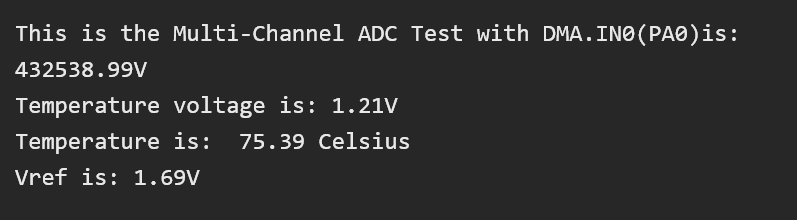 This is the Multi-Channel ADC Test with DMA.IN0(PA0)is:
432538.99V
Temperature voltage is: 1.21V
Temperature is:  75.39 Celsius
Vref is: 1.69V